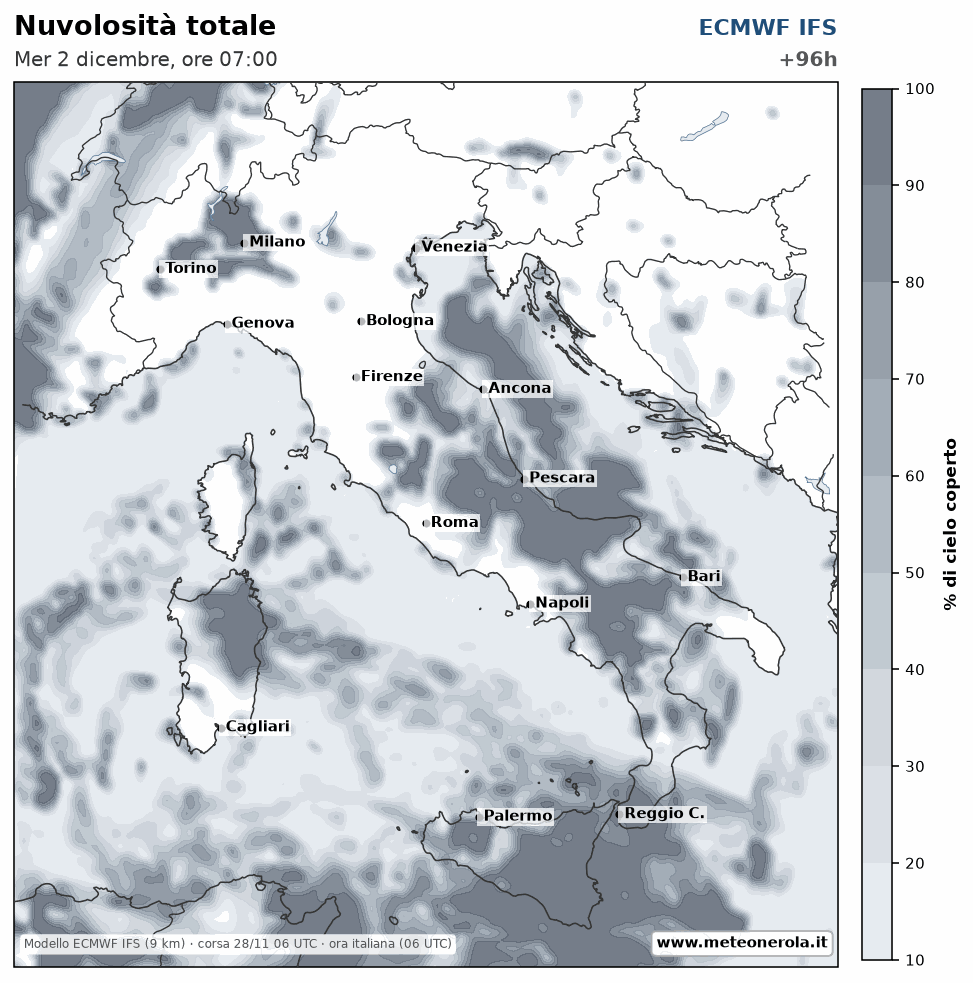 Nuvolosità totale
ECMWF IFS
Mer 2 dicembre, ore 07:00
+96h
100
90
80
70
60
50
40
30
20
10
% di cielo coperto
Milano
Venezia
Torino
Genova
Bologna
Firenze
Ancona
Pescara
Roma
Bari
Napoli
Cagliari
Palermo
Reggio C.
Modello ECMWF IFS (9 km) · corsa 28/11 06 UTC · ora italiana (06 UTC)
www.meteonerola.it